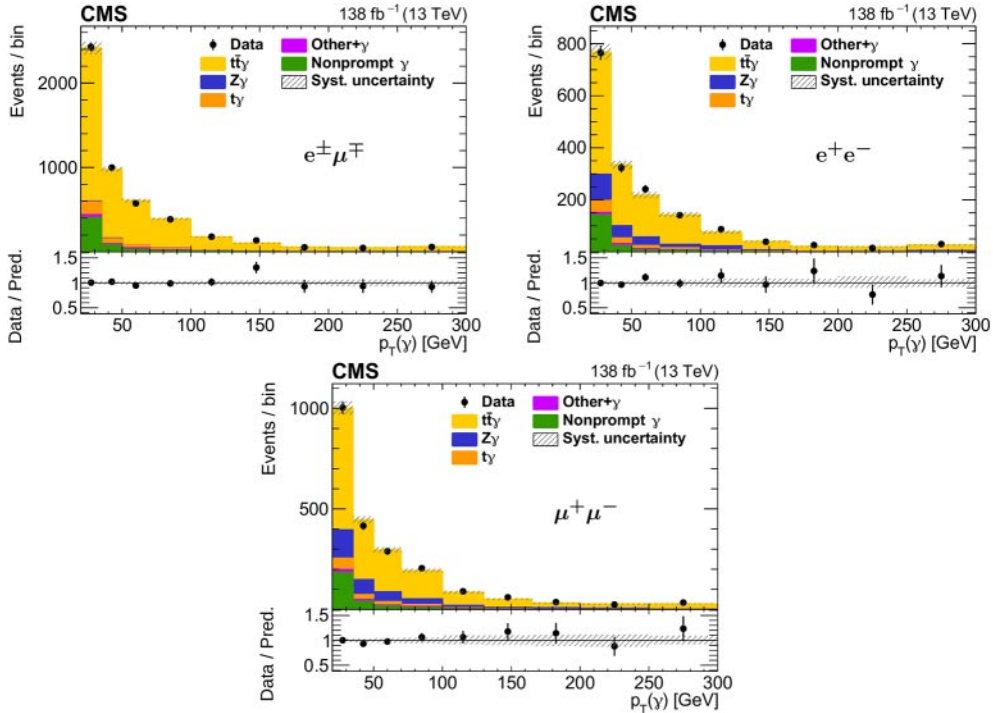 CMS 138 fb⁻¹ (13 TeV)
Events / bin
2000
1000
Data
tt̄γ
Zγ
tγ
Other+γ
Nonprompt γ
Syst. uncertainty
e±μ∓
Data / Pred.
1.5
1
0.5
50 100 150 200 250 300
p_T(γ) [GeV]
CMS 138 fb⁻¹ (13 TeV)
Events / bin
800
600
400
200
Data
tt̄γ
Zγ
tγ
Other+γ
Nonprompt γ
Syst. uncertainty
e⁺e⁻
Data / Pred.
1.5
1
0.5
50 100 150 200 250 300
p_T(γ) [GeV]
CMS 138 fb⁻¹ (13 TeV)
Events / bin
1000
500
Data
tt̄γ
Zγ
tγ
Other+γ
Nonprompt γ
Syst. uncertainty
μ⁺μ⁻
Data / Pred.
1.5
1
0.5
50 100 150 200 250 300
p_T(γ) [GeV]